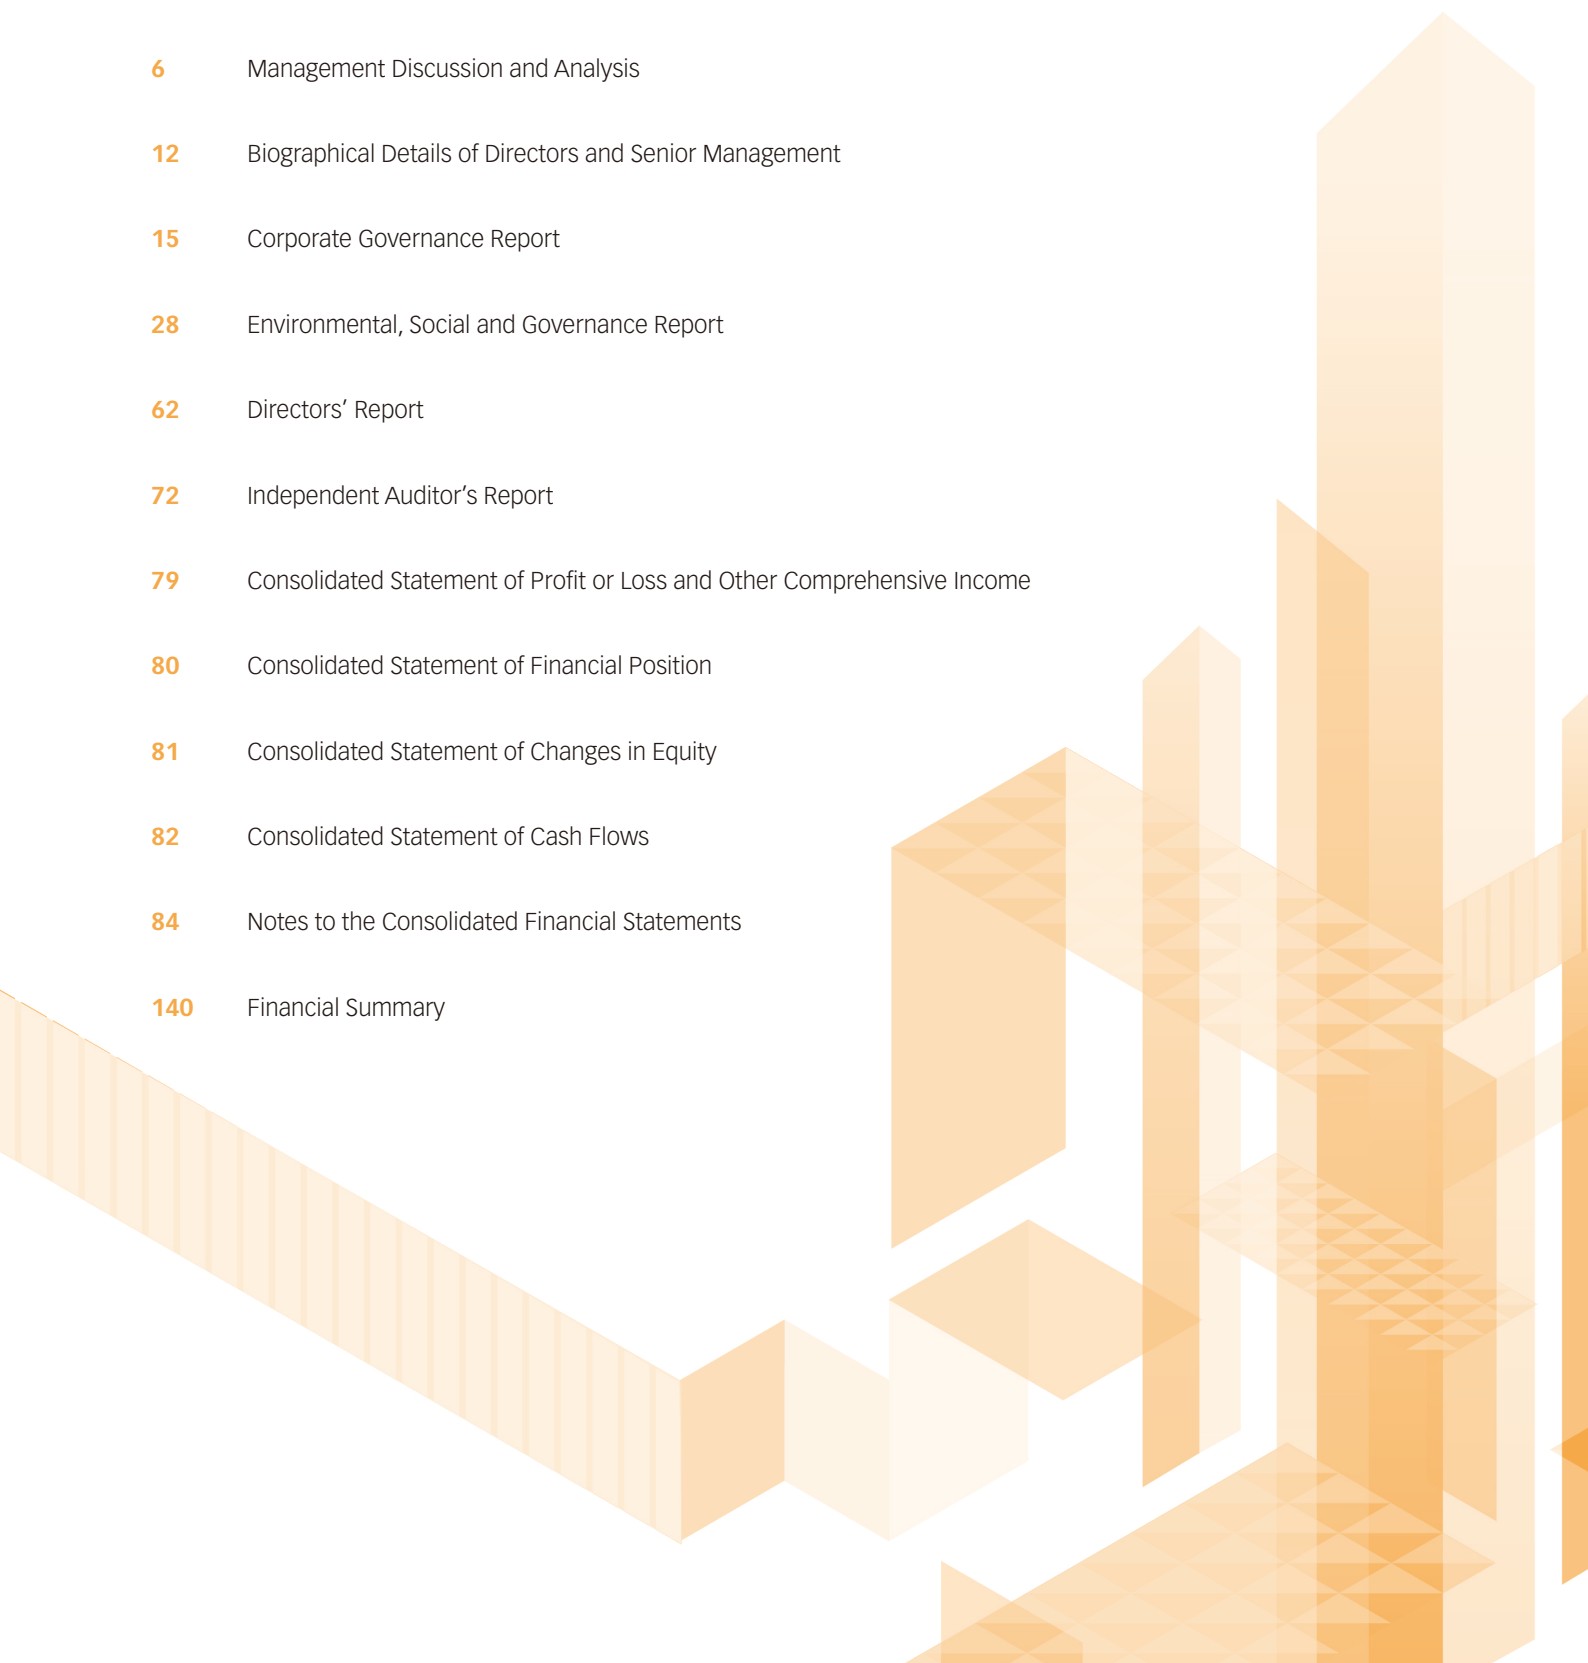 6 Management Discussion and Analysis
12 Biographical Details of Directors and Senior Management
15 Corporate Governance Report
28 Environmental, Social and Governance Report
62 Directors’ Report
72 Independent Auditor’s Report
79 Consolidated Statement of Profit or Loss and Other Comprehensive Income
80 Consolidated Statement of Financial Position
81 Consolidated Statement of Changes in Equity
82 Consolidated Statement of Cash Flows
84 Notes to the Consolidated Financial Statements
140 Financial Summary